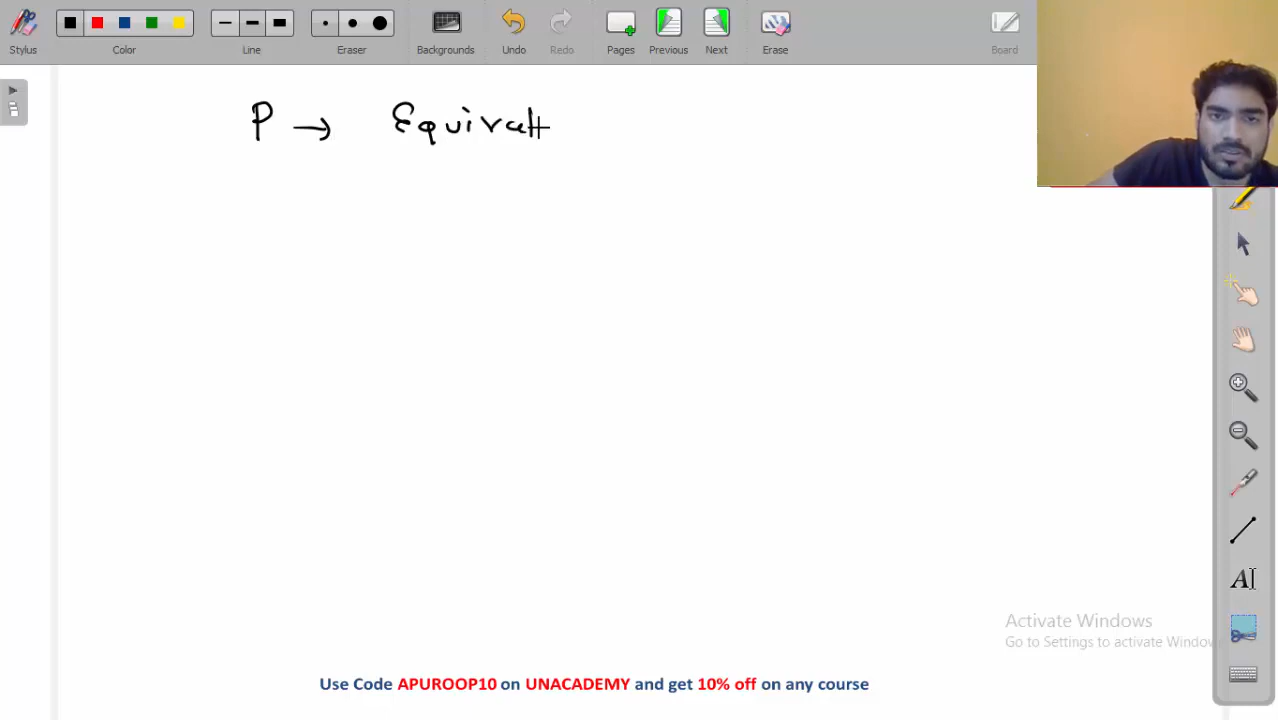 Stylus Color Line Eraser Backgrounds Undo Redo Pages Previous Next Erase Board
P → Equival
A
Activate Windows
Go to Settings to activate Window
Use Code APUROOP10 on UNACADEMY and get 10% off on any course